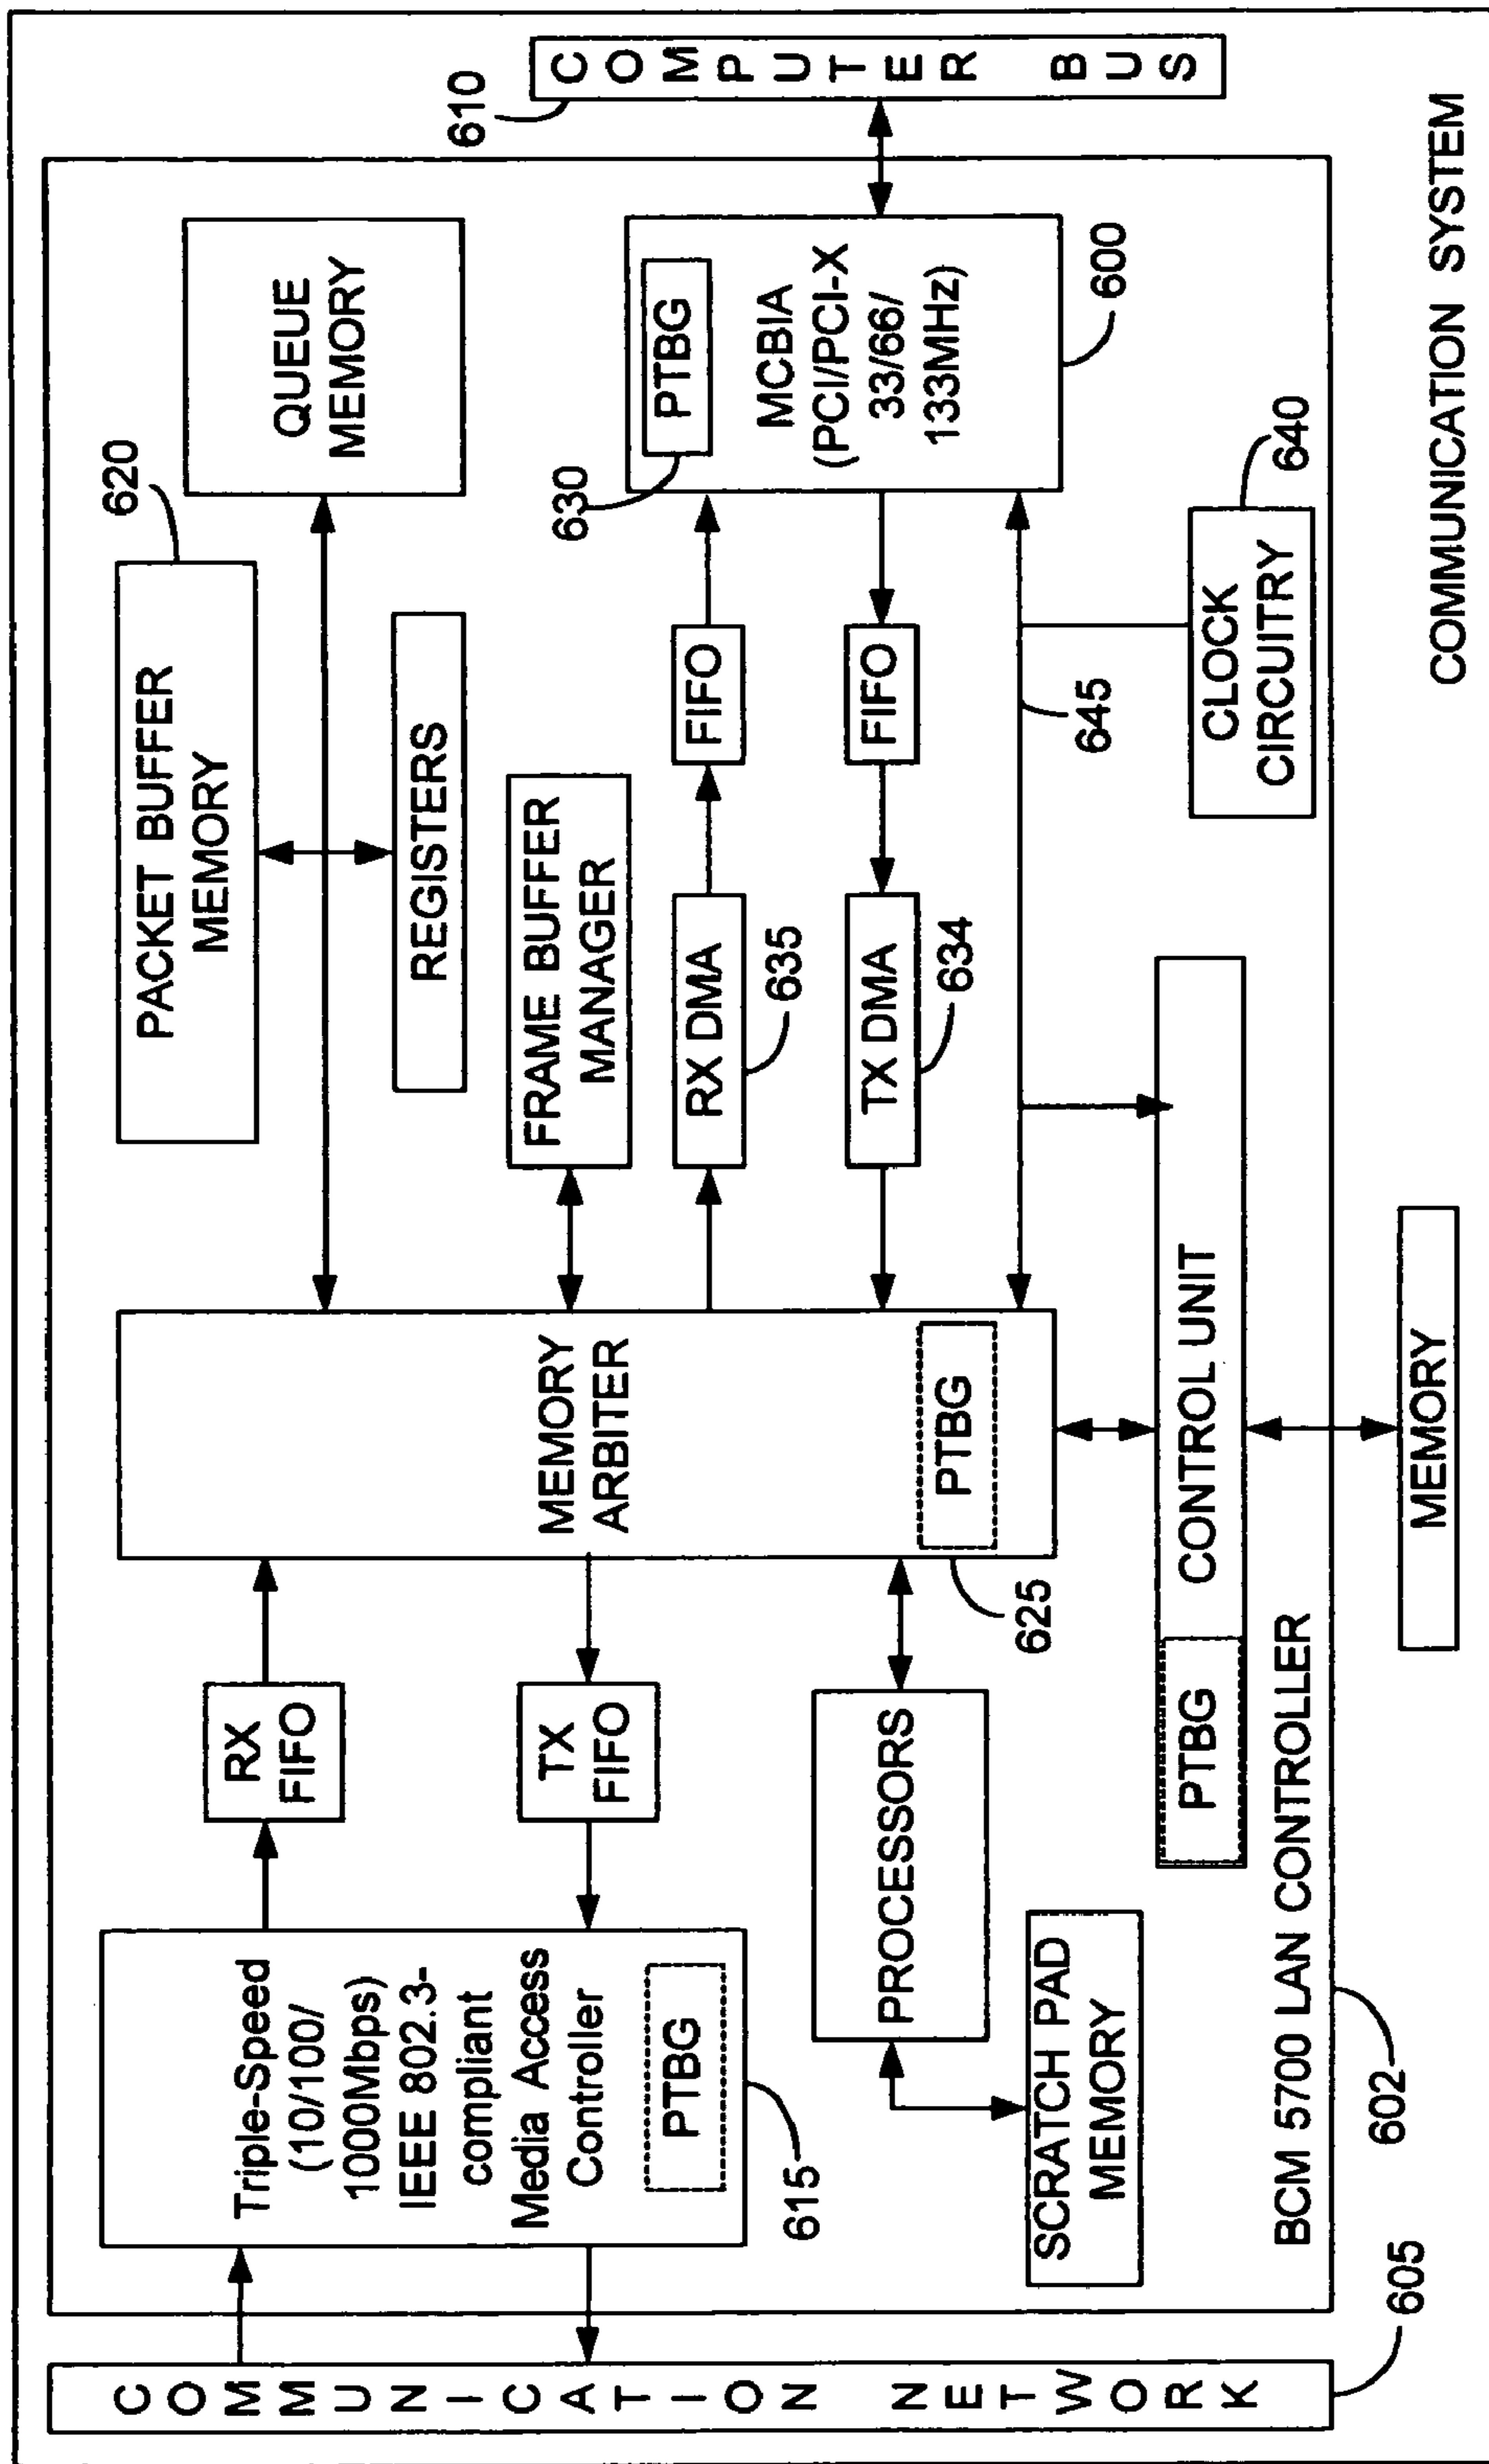 COMMUNICATION NETWORK
605
Triple-Speed
(10/100/
1000Mbps)
IEEE 802.3-
compliant
Media Access
Controller
PTBG
615
RX
FIFO
TX
FIFO
PROCESSORS
SCRATCH PAD
MEMORY
MEMORY
ARBITER
PTBG
625
PACKET BUFFER
MEMORY
620
REGISTERS
QUEUE
MEMORY
FRAME BUFFER
MANAGER
RX DMA
635
FIFO
TX DMA
634
FIFO
PTBG
630
MCBIA
(PCI/PCI-X
33/66/
133MHz)
600
610
COMPUTER BUS
645
CLOCK
CIRCUITRY
640
PTBG
CONTROL UNIT
BCM 5700 LAN CONTROLLER
602
MEMORY
COMMUNICATION SYSTEM